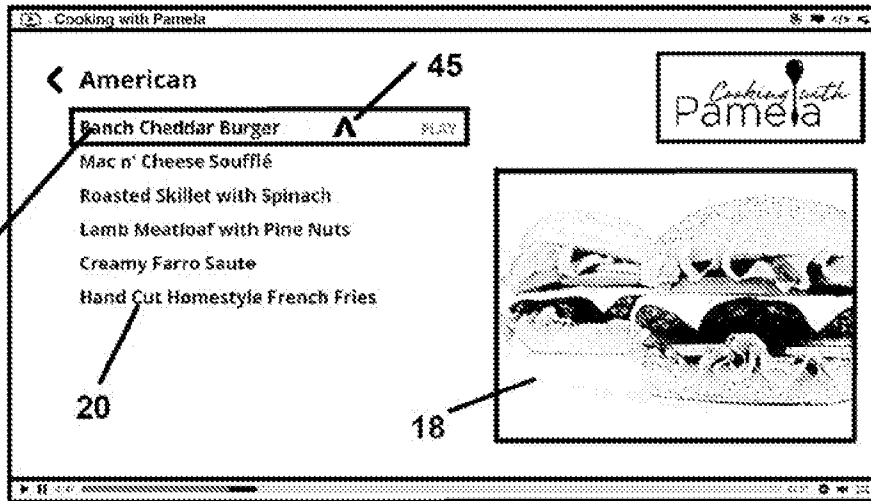 Cooking with Pamela
American
45
Cooking with
Pamela
Ranch Cheddar Burger PLAY
Mac n' Cheese Soufflé
Roasted Skillet with Spinach
Lamb Meatloaf with Pine Nuts
Creamy Farro Saute
Hand Cut Homestyle French Fries
20
18